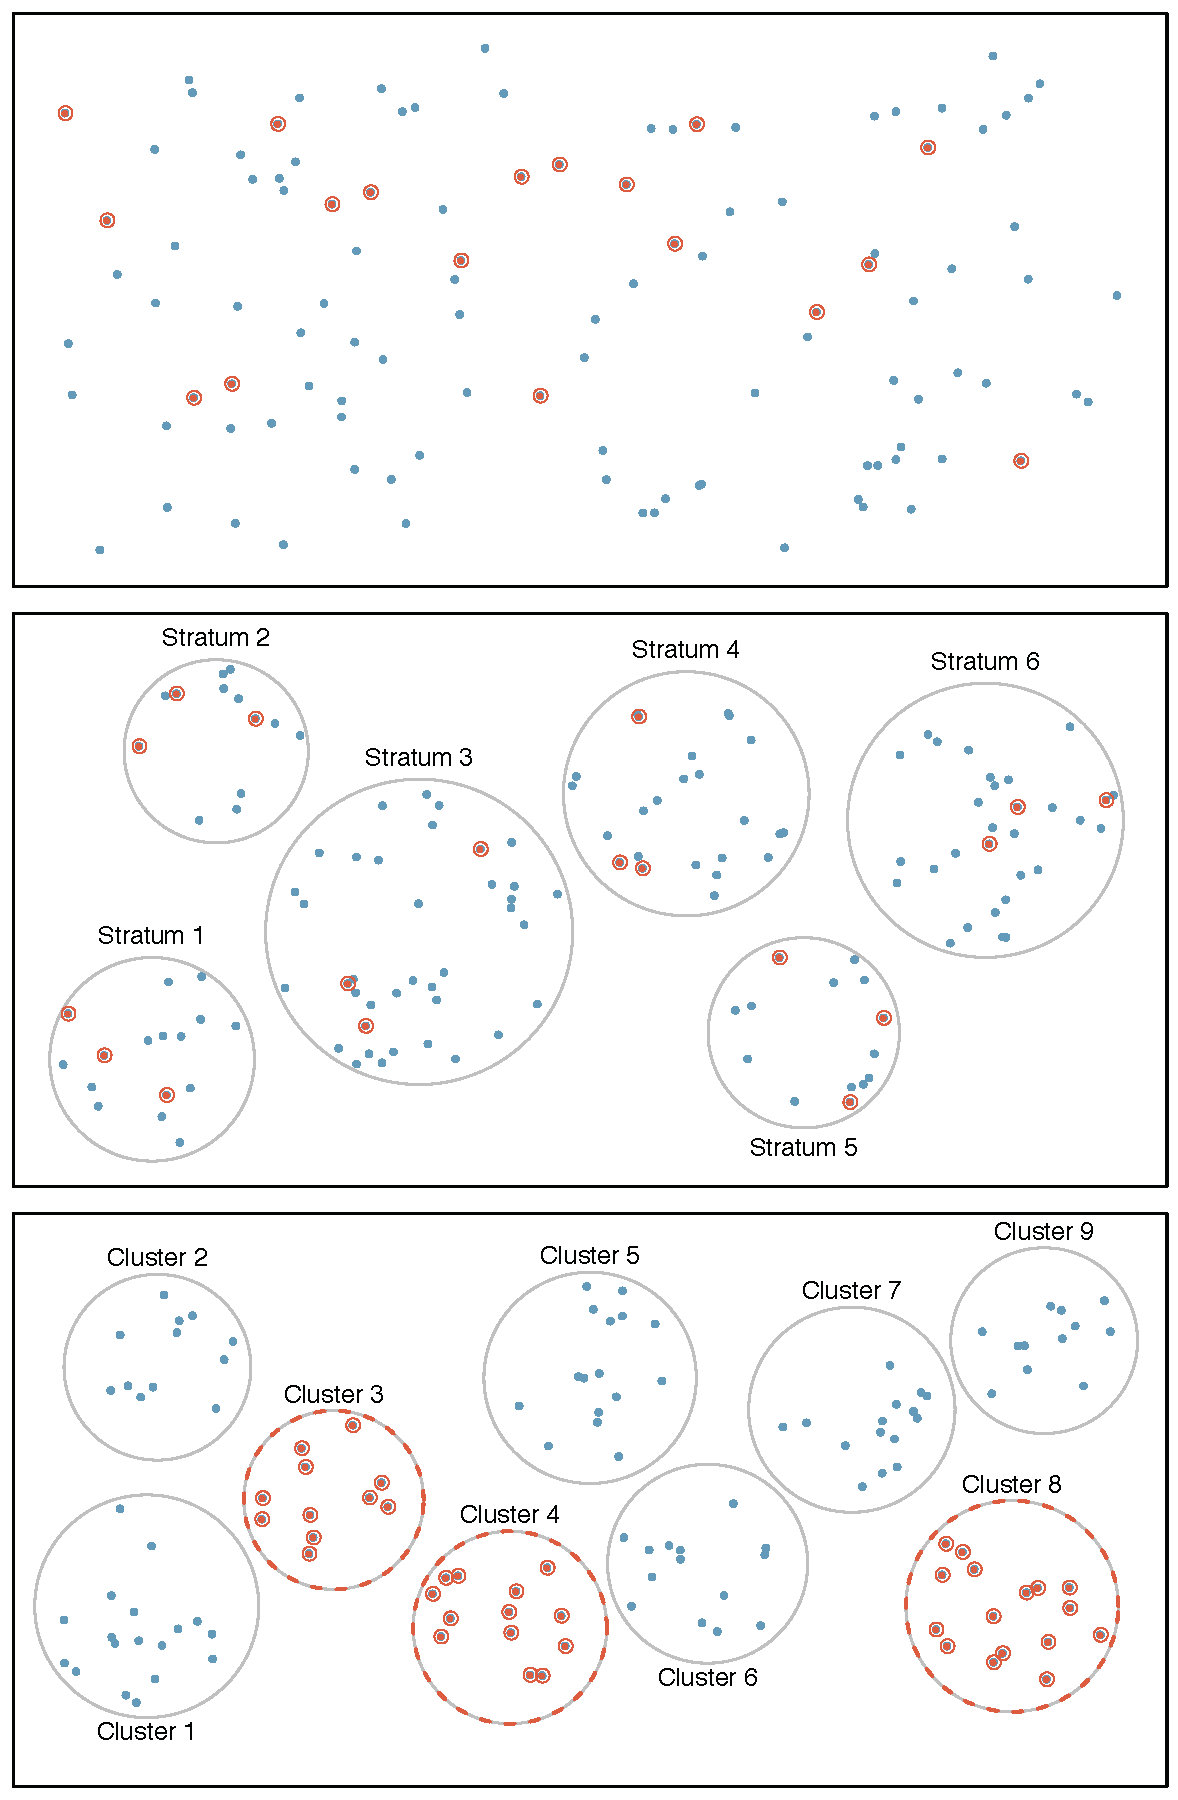 Stratum 2
Stratum 4
Stratum 6
Stratum 3
Stratum 1
Stratum 5
Cluster 9
Cluster 5
Cluster 2
Cluster 7
Cluster 3
Cluster 8
Cluster 4
Cluster 6
Cluster 1